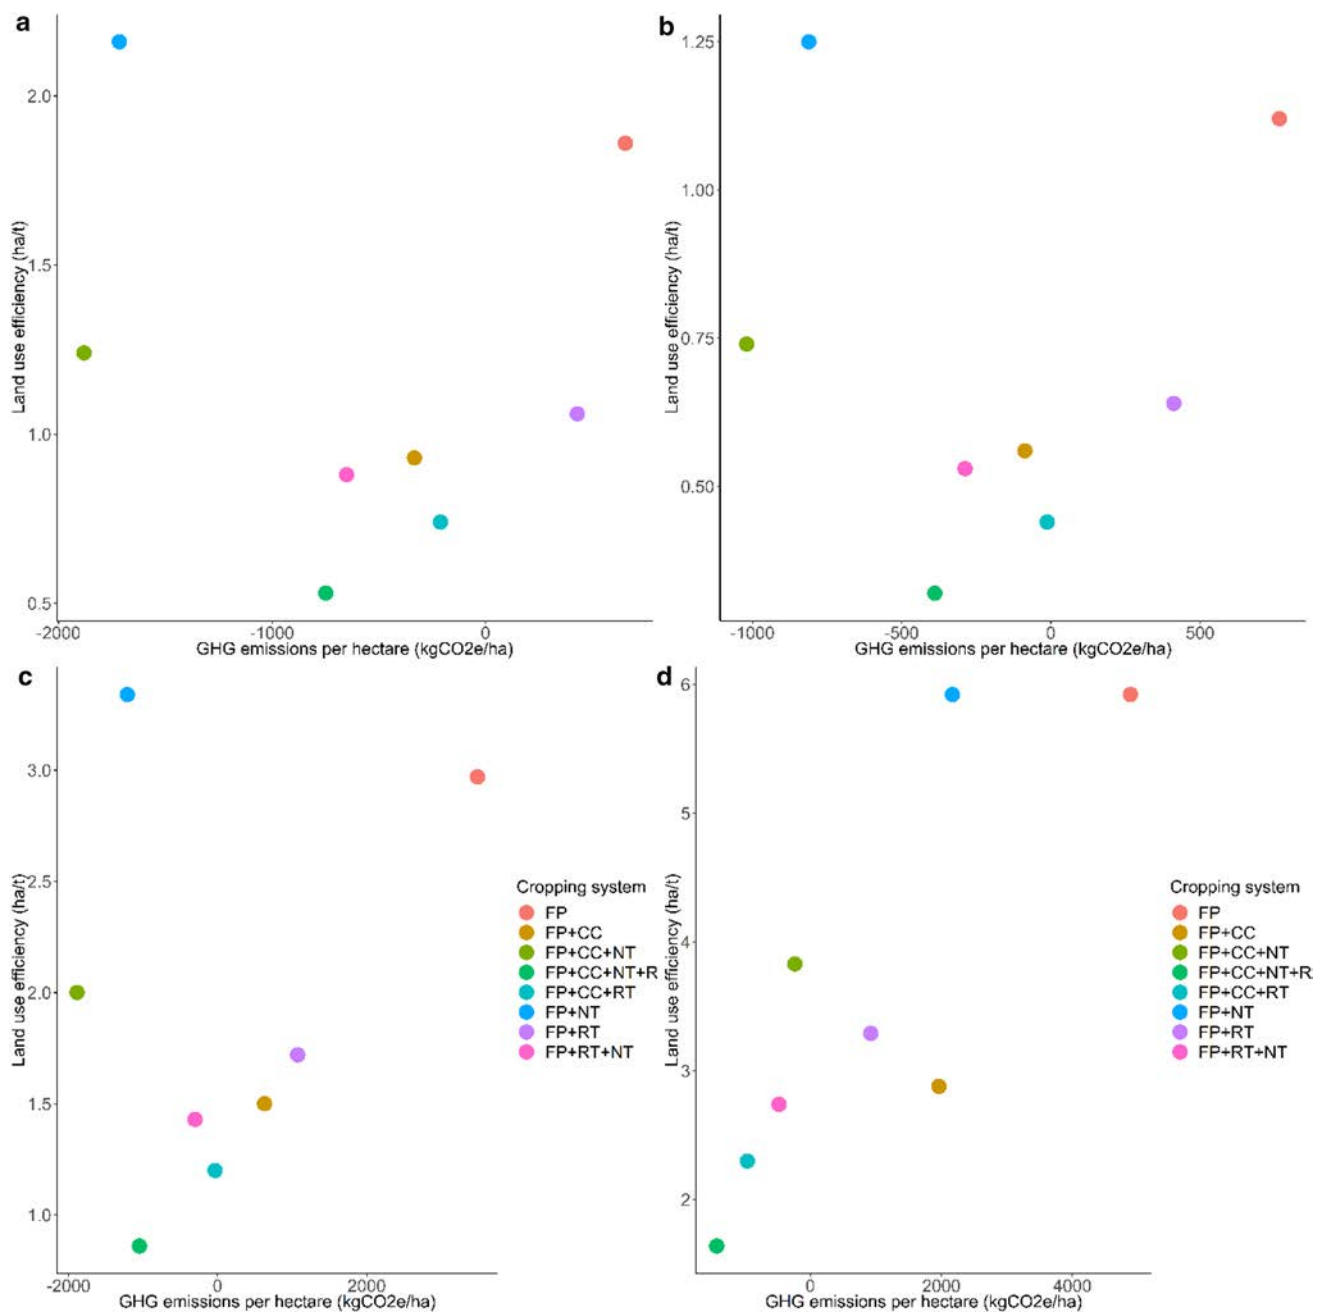 a
2.0
1.5
1.0
0.5
Land use efficiency (ha/t)
-2000
-1000
0
GHG emissions per hectare (kgCO2e/ha)
b
1.25
1.00
0.75
0.50
Land use efficiency (ha/t)
-1000
-500
0
500
GHG emissions per hectare (kgCO2e/ha)
c
3.0
2.5
2.0
1.5
1.0
Land use efficiency (ha/t)
-2000
0
2000
GHG emissions per hectare (kgCO2e/ha)
Cropping system
FP
FP+CC
FP+CC+NT
FP+CC+NT+R
FP+CC+RT
FP+NT
FP+RT
FP+RT+NT
d
6
5
4
3
2
Land use efficiency (ha/t)
0
2000
4000
GHG emissions per hectare (kgCO2e/ha)
Cropping system
FP
FP+CC
FP+CC+NT
FP+CC+NT+R
FP+CC+RT
FP+NT
FP+RT
FP+RT+NT